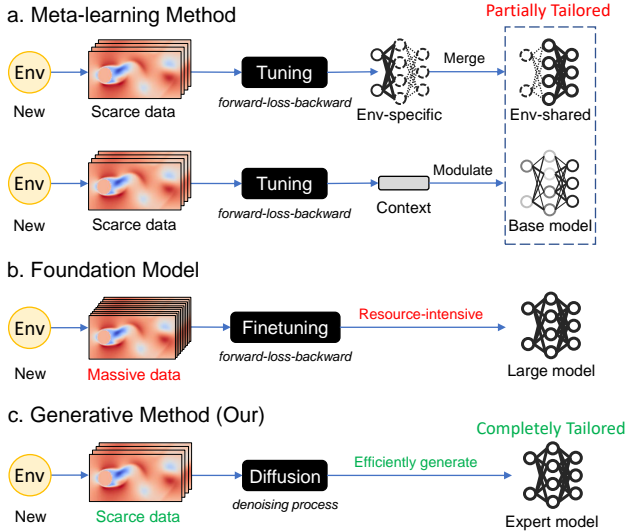 a. Meta-learning Method
Partially Tailored
Env
Tuning
Merge
New
Scarce data
forward-loss-backward
Env-specific
Env-shared
Env
Tuning
Modulate
New
Scarce data
forward-loss-backward
Context
Base model
b. Foundation Model
Env
Finetuning
Resource-intensive
New
Massive data
forward-loss-backward
Large model
c. Generative Method (Our)
Completely Tailored
Env
Diffusion
Efficiently generate
New
Scarce data
denoising process
Expert model